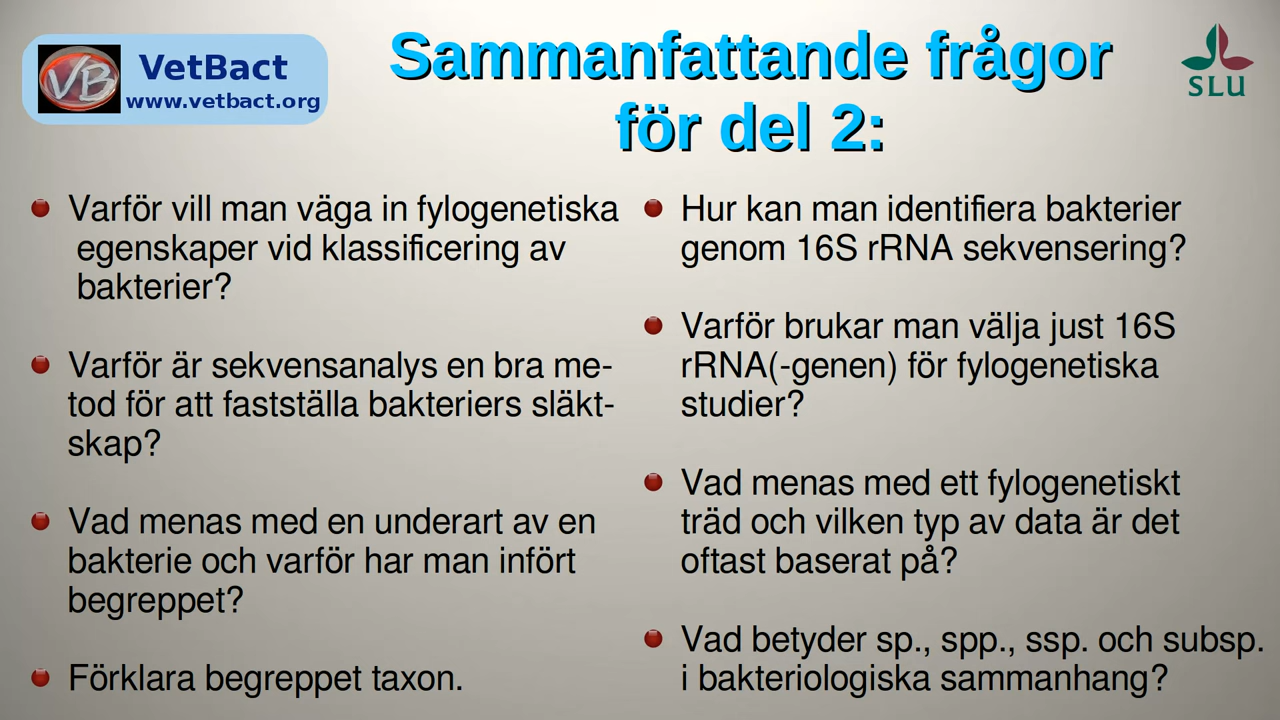 VB
VetBact
www.vetbact.org
Sammanfattande frågor
för del 2:
SLU
Varför vill man väga in fylogenetiska
egenskaper vid klassificering av
bakterier?
Varför är sekvensanalys en bra me-
tod för att fastställa bakteriers släkt-
skap?
Vad menas med en underart av en
bakterie och varför har man infört
begreppet?
Förklara begreppet taxon.
Hur kan man identifiera bakterier
genom 16S rRNA sekvensering?
Varför brukar man välja just 16S
rRNA(-genen) för fylogenetiska
studier?
Vad menas med ett fylogenetiskt
träd och vilken typ av data är det
oftast baserat på?
Vad betyder sp., spp., ssp. och subsp.
i bakteriologiska sammanhang?